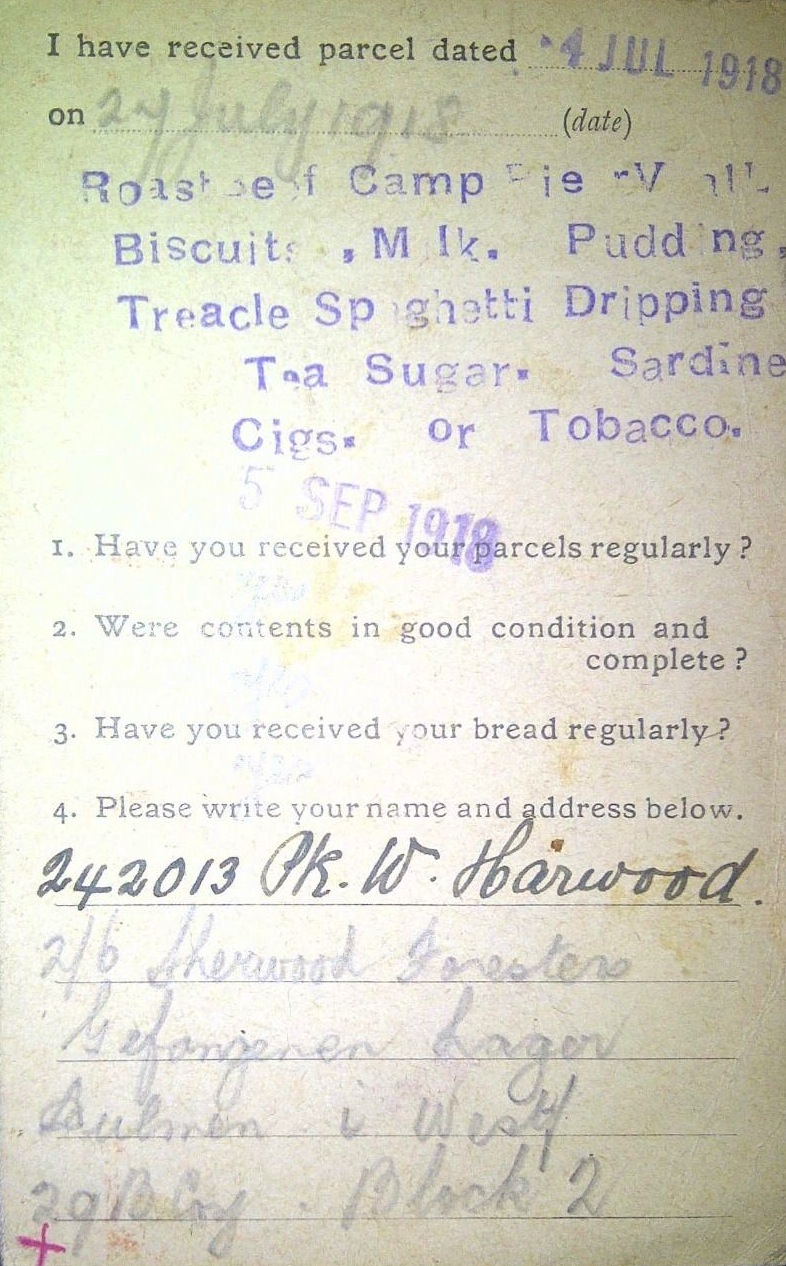 I have received parcel dated 4 JUL 1918
on 27 July 1918 (date)
Roast Beef Camp Pie
Biscuits, Milk. Pudding,
Treacle Spaghetti Dripping
Tea Sugar. Sardine
Cigs. or Tobacco.
5 SEP 1918
1. Have you received your parcels regularly?
2. Were contents in good condition and
complete?
3. Have you received your bread regularly?
4. Please write your name and address below.
242013 W. Harwood.
2/6 Sherwood Foresters
Gefangenen Lager
Dulmen i West
Block 2